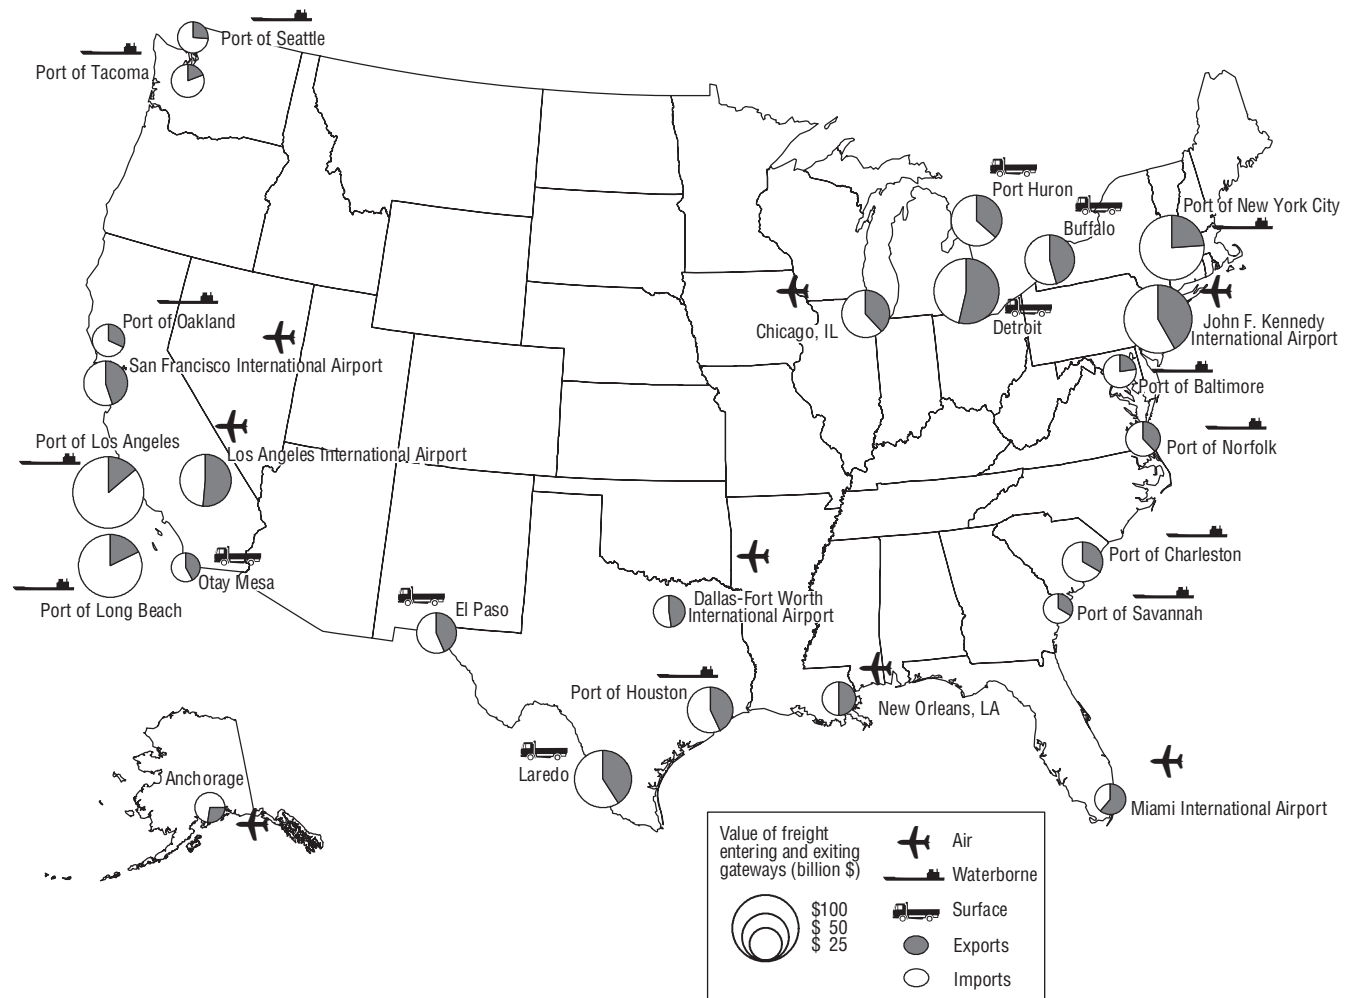 Port of Seattle
Port of Tacoma
Port Huron
Port of New York City
Buffalo
Port of Oakland
Chicago, IL
Detroit
John F. Kennedy
International Airport
San Francisco International Airport
Port of Baltimore
Port of Los Angeles
Los Angeles International Airport
Port of Norfolk
Port of Charleston
Otay Mesa
Port of Long Beach
El Paso
Dallas-Fort Worth
International Airport
Port of Savannah
Port of Houston
New Orleans, LA
Laredo
Anchorage
Miami International Airport
Value of freight
entering and exiting
gateways (billion $)
$100
$ 50
$ 25
Air
Waterborne
Surface
Exports
Imports